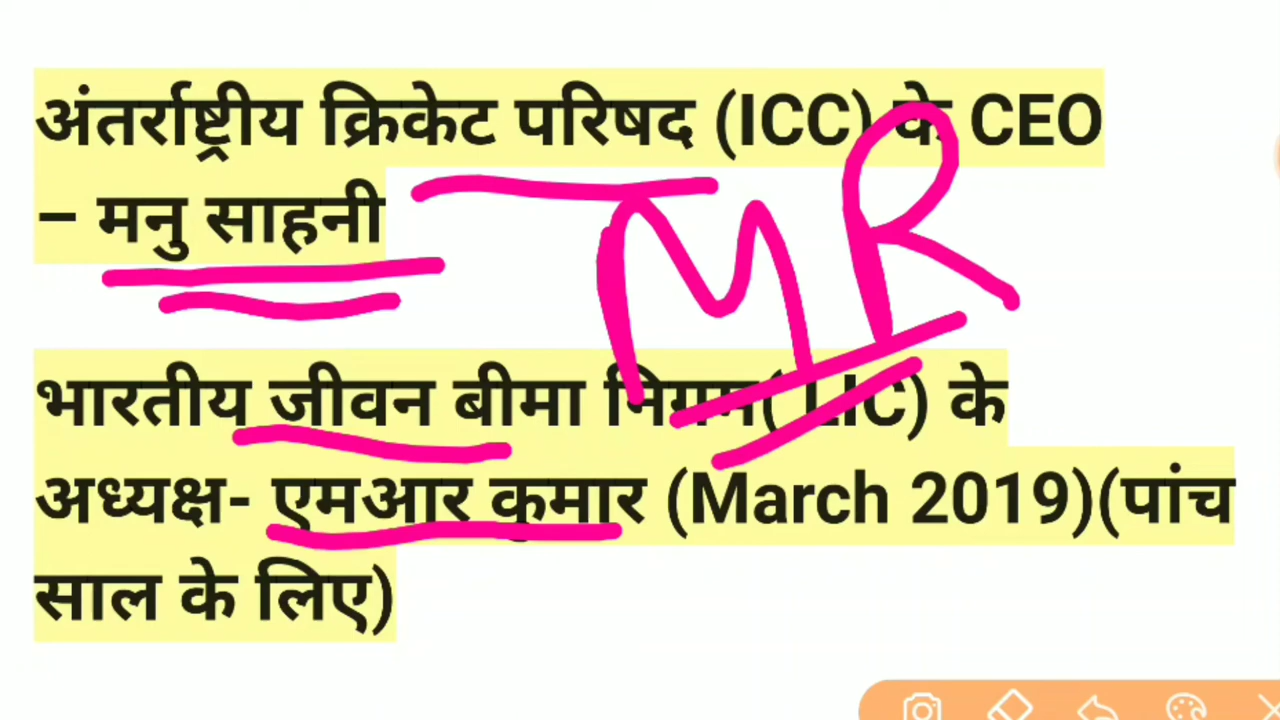 अंतर्राष्ट्रीय क्रिकेट परिषद (ICC) के CEO
– मनु साहनी
MR
भारतीय जीवन बीमा निगम( LIC) के
अध्यक्ष- एमआर कुमार (March 2019)(पांच
साल के लिए)